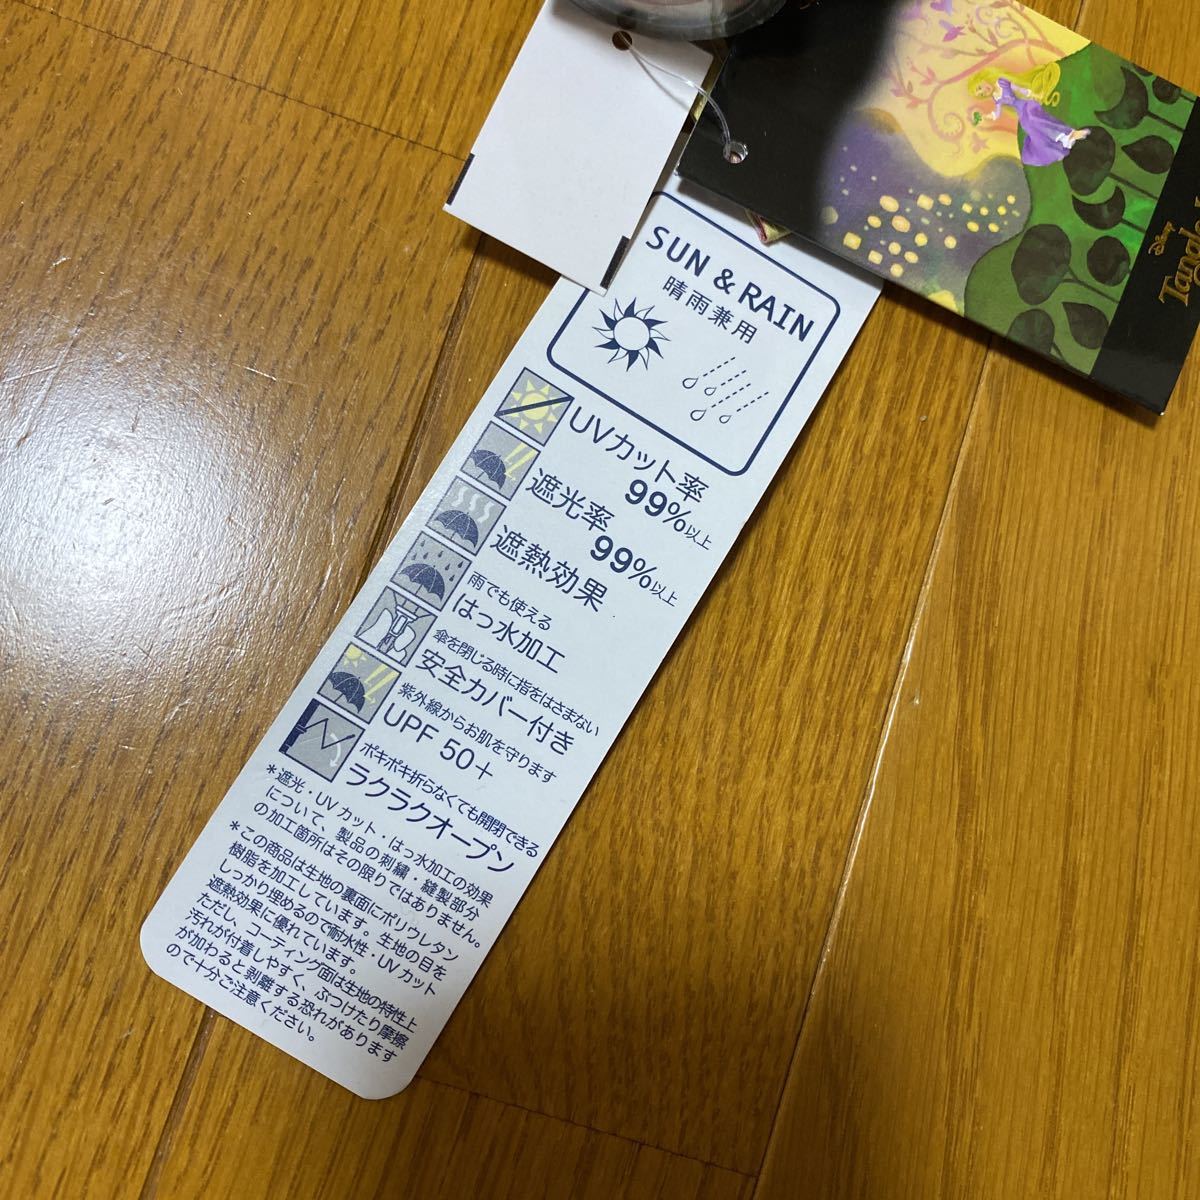 SUN & RAIN
晴雨兼用
UVカット率
99%以上
遮光率
99%以上
遮熱効果
雨でも使える
はっ水加工
傘を閉じる時に指をはさまない
安全カバー付き
紫外線からお肌を守ります
UPF 50+
ポキポキ折らなくても開閉できる
ラクラクオープン
*遮光・UVカット・はっ水加工の効果
について、製品の刺繍・縫製部分
の加工箇所はその限りではありません。
*この商品は生地の裏面にポリウレタン
樹脂を加工しています。生地の目を
しっかり埋めるので耐水性・UVカット
遮熱効果に優れています。
ただし、コーティング面は生地の特性上
汚れが付着しやすく、ぶつけたり摩擦
が加わると剥離する恐れがあります
ので十分ご注意ください。
Disney